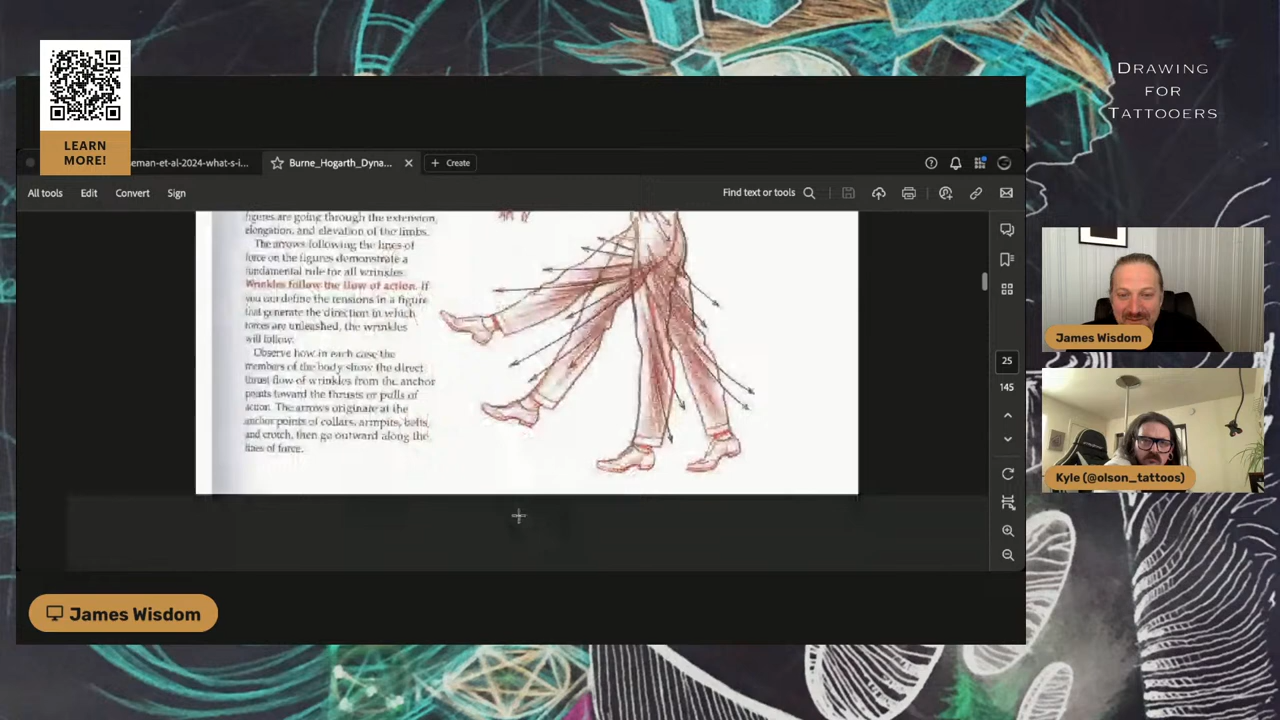 DRAWING
FOR
TATTOOERS
LEARN
MORE!
eman-et-al-2024-what's-i...
Burne_Hogarth_Dyna...
Create
All tools
Edit
Convert
Sign
Find text or tools
figures are going through the extension,
elongation, and elevation of the limbs.
The arrows following the lines of
force on the figures demonstrate a
fundamental rule for all wrinkles.
Wrinkles follow the flow of action. If
you can define the tensions in a figure
that generate the direction in which
forces are unleashed, the wrinkles
will follow.
Observe how in each case the
members of the body show the direct
thrust flow of wrinkles from the anchor
points toward the thrusts or pulls of
action. The arrows originate at the
anchor points of collars, armpits, belts,
and crotch, then go outward along the
lines of force.
25
145
James Wisdom
Kyle (@olson_tattoos)
James Wisdom